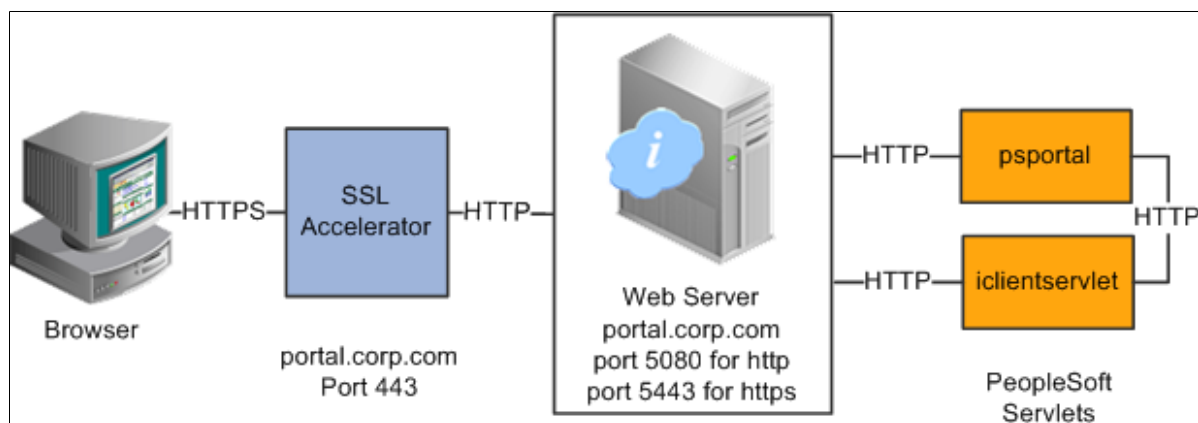 Browser
HTTPS
SSL
Accelerator
portal.corp.com
Port 443
HTTP
i
Web Server
portal.corp.com
port 5080 for http
port 5443 for https
HTTP
psportal
HTTP
HTTP
iclientservlet
PeopleSoft
Servlets